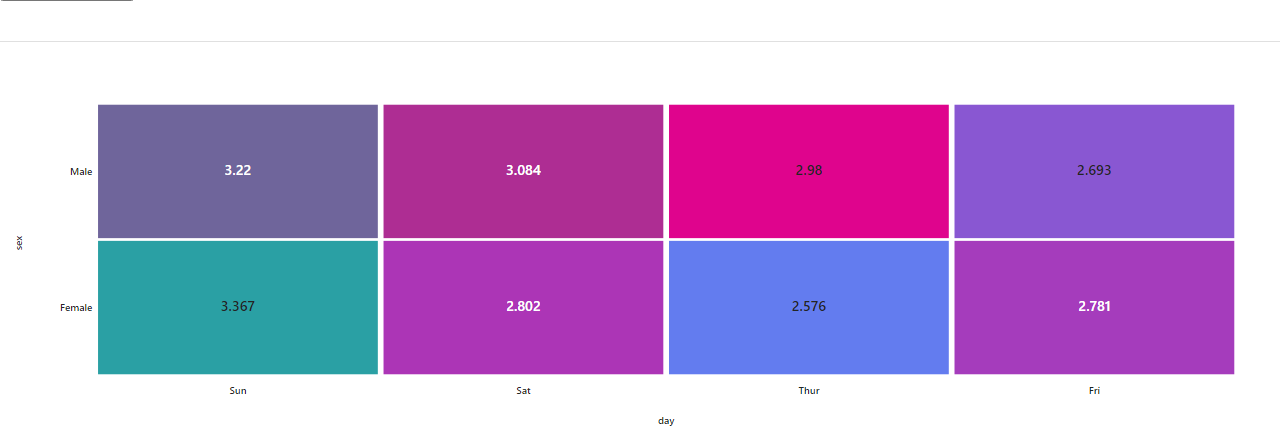 Male 3.22 3.084 2.98 2.693
sex
Female 3.367 2.802 2.576 2.781
Sun Sat Thur Fri
day